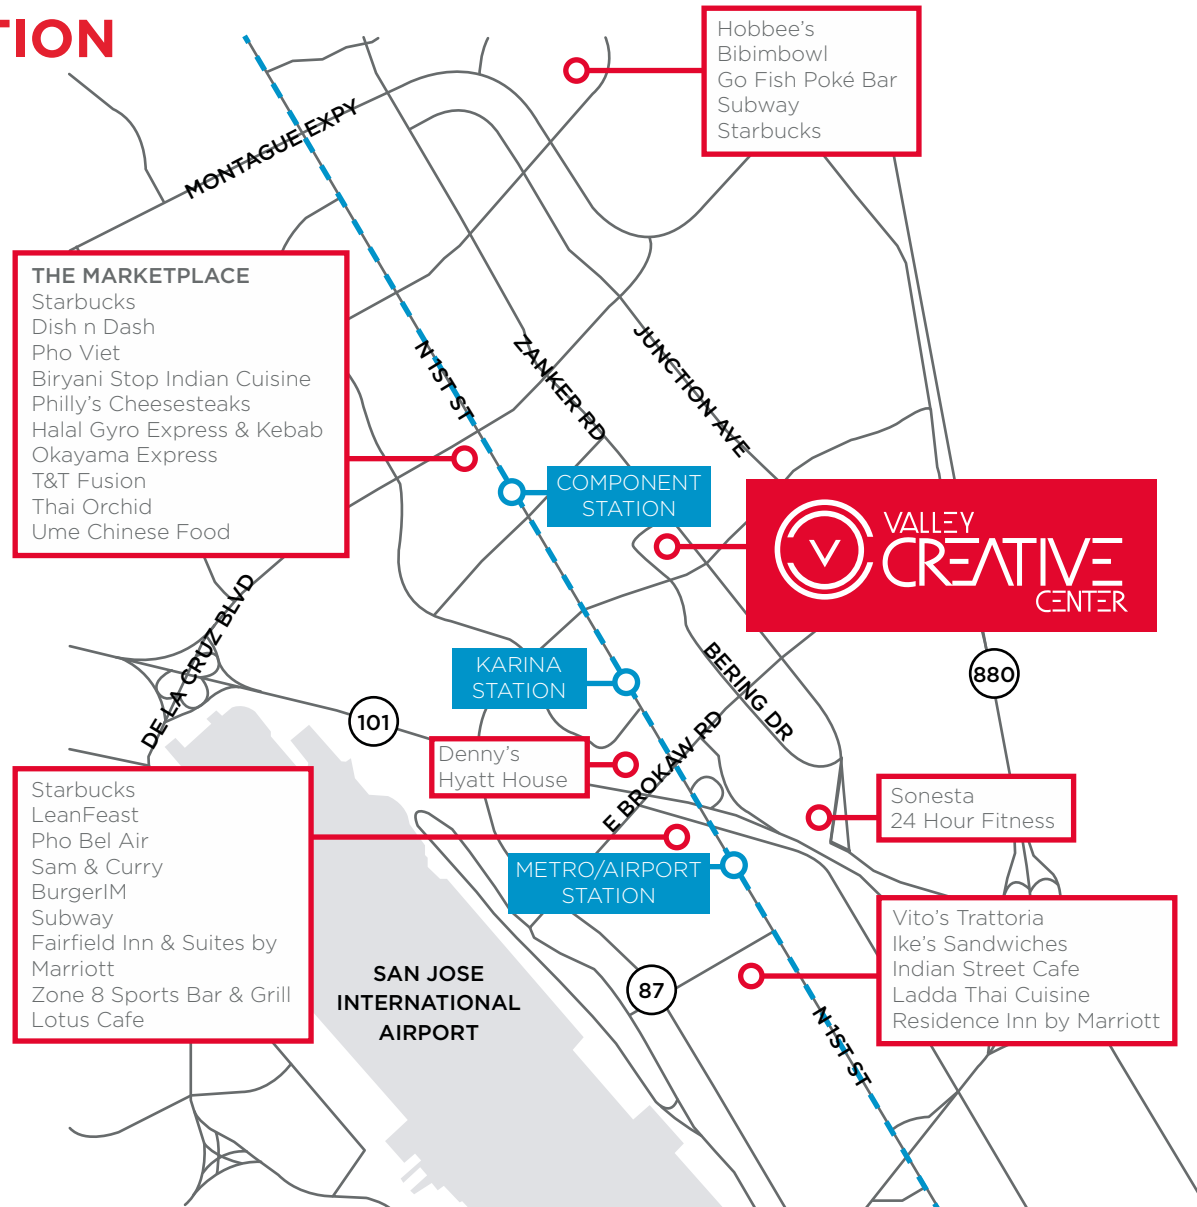 TION
Hobbee's
Bibimbowl
Go Fish Poké Bar
Subway
Starbucks
MONTAGUE EXPY
THE MARKETPLACE
Starbucks
Dish n Dash
Pho Viet
Biryani Stop Indian Cuisine
Philly's Cheesesteaks
Halal Gyro Express & Kebab
Okayama Express
T&T Fusion
Thai Orchid
Ume Chinese Food
N 1ST ST
ZANKER RD
JUNCTION AVE
COMPONENT
STATION
V
VALLEY
CREATIVE
CENTER
DE LA CRUZ BLVD
KARINA
STATION
BERING DR
880
101
Denny's
Hyatt House
E BROKAW RD
Starbucks
LeanFeast
Pho Bel Air
Sam & Curry
BurgerIM
Subway
Fairfield Inn & Suites by
Marriott
Zone 8 Sports Bar & Grill
Lotus Cafe
Sonesta
24 Hour Fitness
METRO/AIRPORT
STATION
Vito's Trattoria
Ike's Sandwiches
Indian Street Cafe
Ladda Thai Cuisine
Residence Inn by Marriott
SAN JOSE
INTERNATIONAL
AIRPORT
87
N 1ST ST